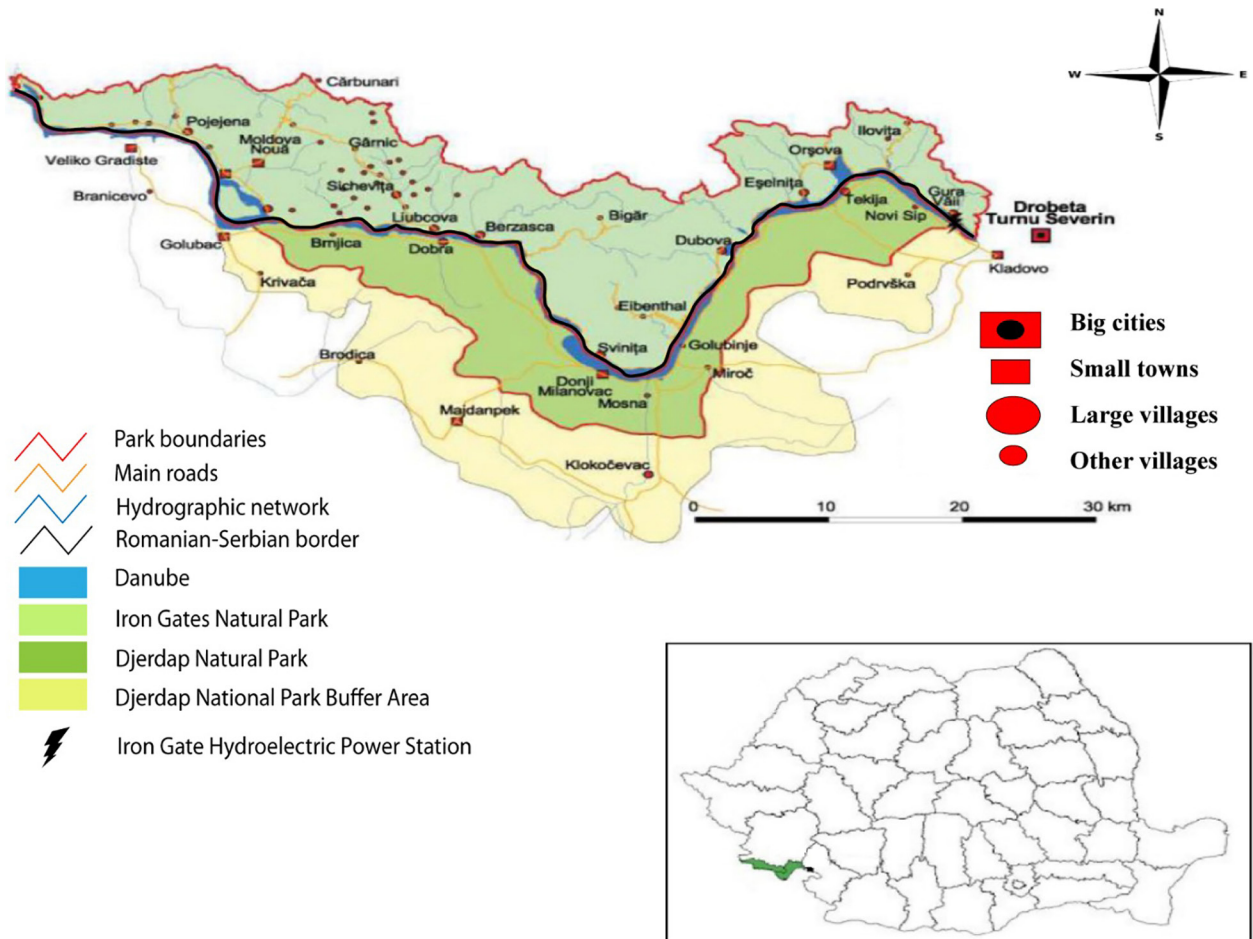 N
W
E
S
Cărbunari
Pojejena
Moldova
Nouă
Gărnic
Veliko Gradiste
Branicevo
Sichevița
Liubcova
Berzasca
Bigăr
Golubac
Brnjica
Dobra
Krivača
Ilovița
Orșova
Eșelnița
Gura
Văii
Tekija
Novi Sip
Drobeta
Turnu Severin
Dubova
Kladovo
Podrvška
Eibenthal
Svinița
Golubinje
Brodica
Donji
Milanovac
Miroč
Mosna
Majdanpek
Klokočevac
Big cities
Small towns
Large villages
Other villages
0 10 20 30 km
Park boundaries
Main roads
Hydrographic network
Romanian-Serbian border
Danube
Iron Gates Natural Park
Djerdap Natural Park
Djerdap National Park Buffer Area
Iron Gate Hydroelectric Power Station